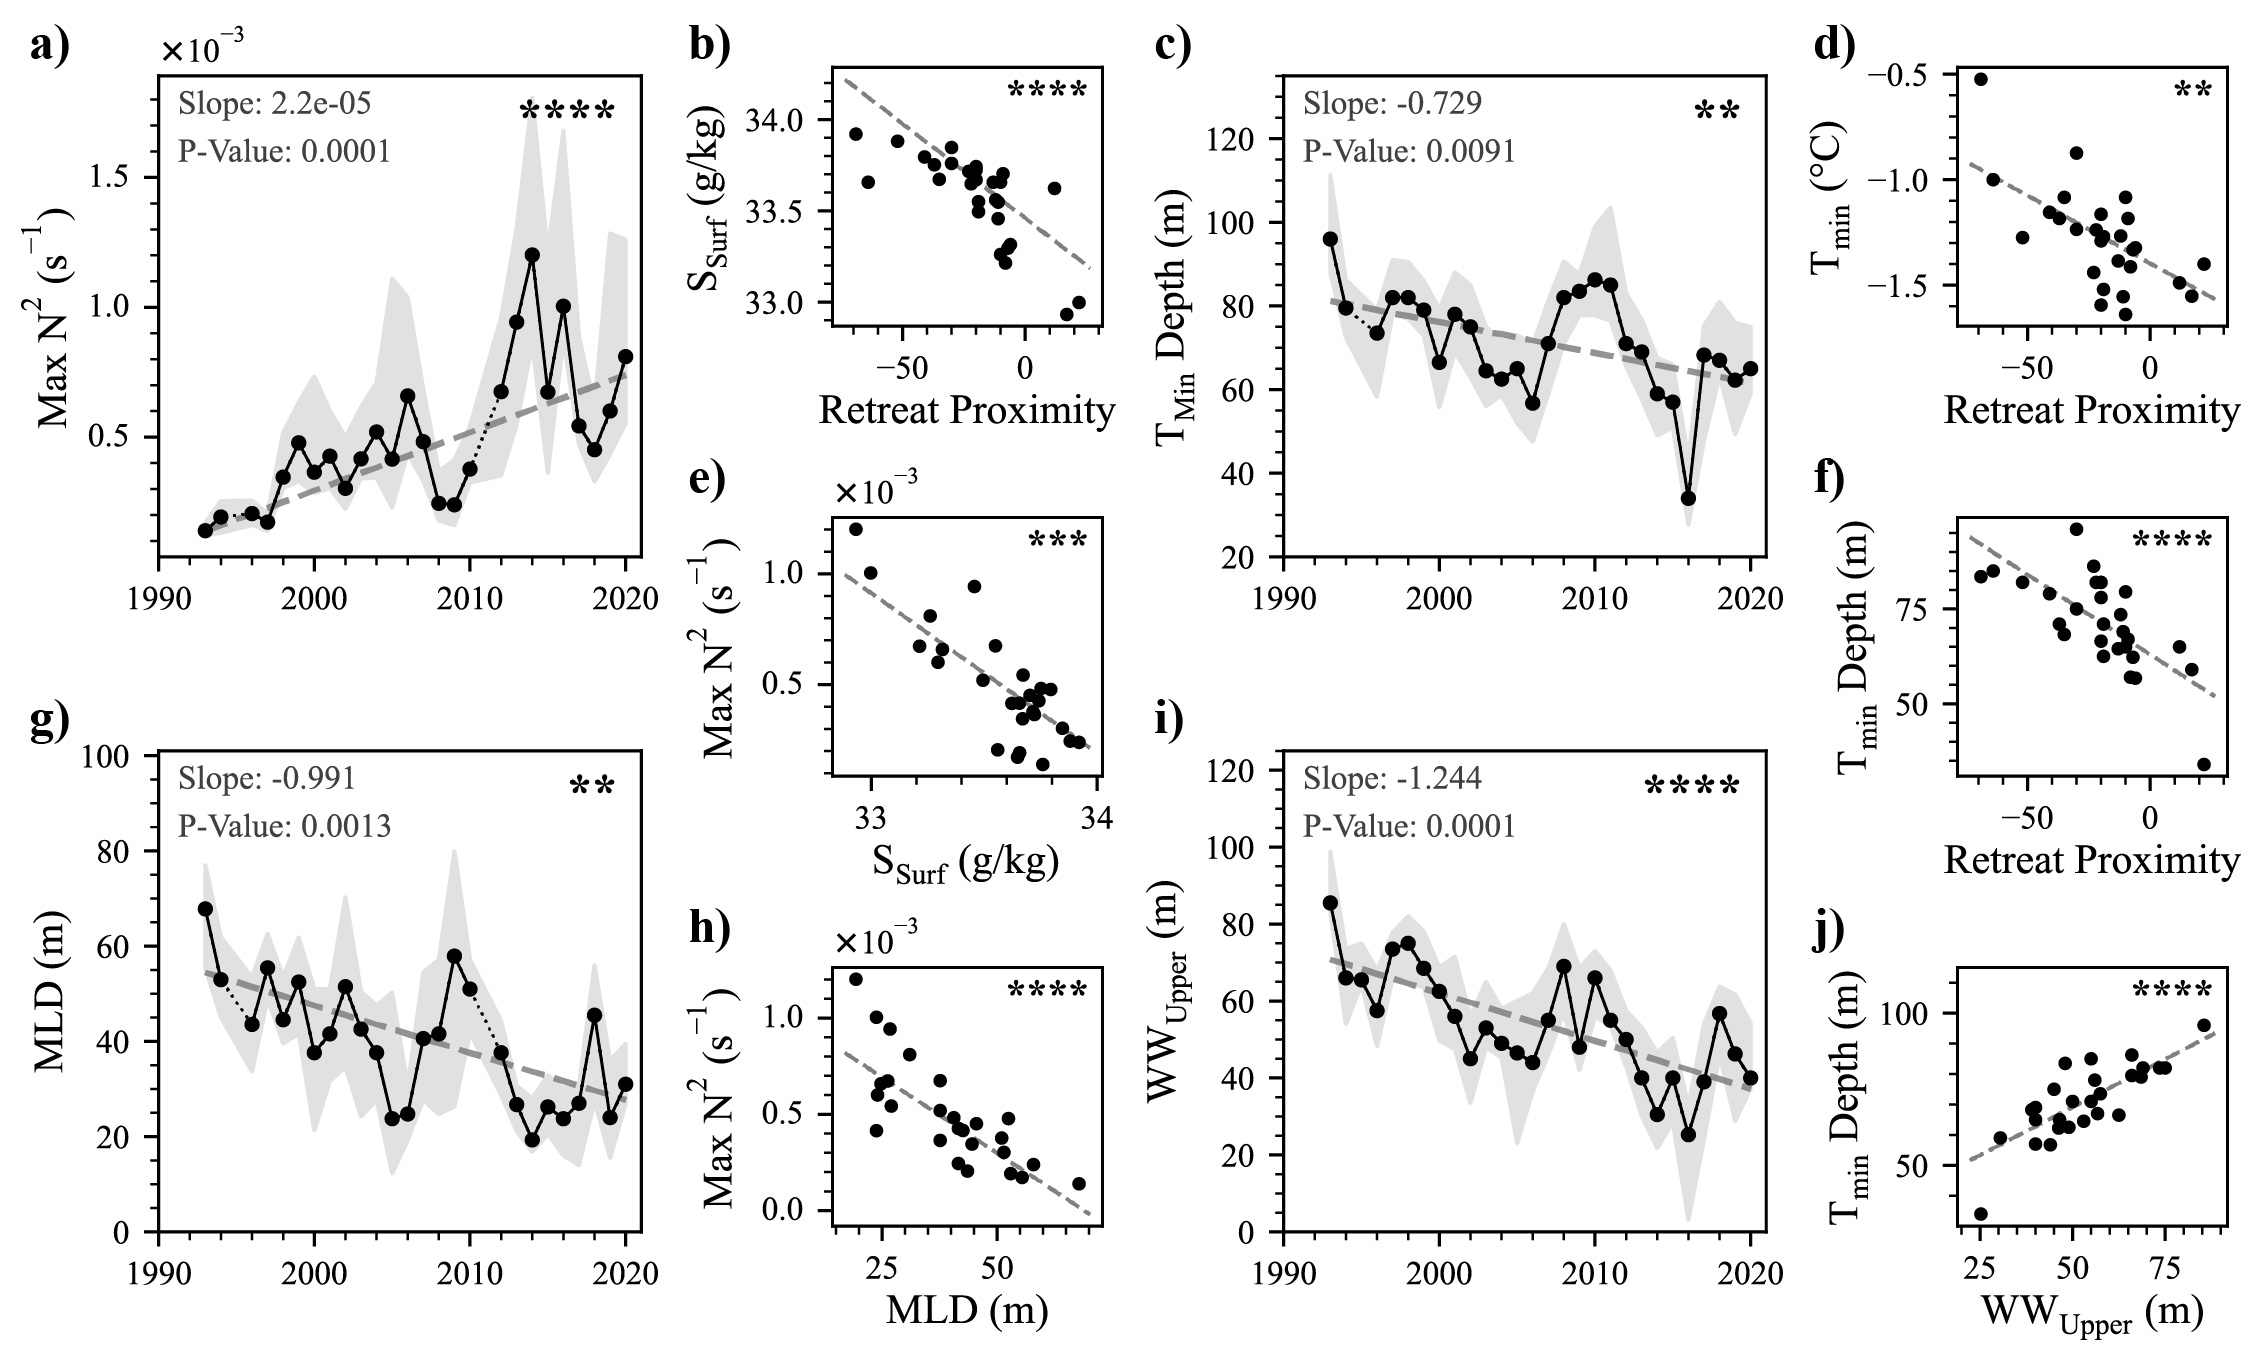 a)
×10⁻³
Slope: 2.2e-05
P-Value: 0.0001
****
Max N² (s⁻¹)
1.5
1.0
0.5
1990 2000 2010 2020
b)
****
S_Surf (g/kg)
34.0
33.5
33.0
−50 0
Retreat Proximity
c)
Slope: -0.729
P-Value: 0.0091
**
T_Min Depth (m)
120
100
80
60
40
20
1990 2000 2010 2020
d)
**
T_min (°C)
−0.5
−1.0
−1.5
−50 0
Retreat Proximity
e)
×10⁻³
***
Max N² (s⁻¹)
1.0
0.5
33 34
S_Surf (g/kg)
f)
****
T_min Depth (m)
75
50
−50 0
Retreat Proximity
g)
Slope: -0.991
P-Value: 0.0013
**
MLD (m)
100
80
60
40
20
0
1990 2000 2010 2020
h)
×10⁻³
****
Max N² (s⁻¹)
1.0
0.5
0.0
25 50
MLD (m)
i)
Slope: -1.244
P-Value: 0.0001
****
WW_Upper (m)
120
100
80
60
40
20
0
1990 2000 2010 2020
j)
****
T_min Depth (m)
100
50
25 50 75
WW_Upper (m)